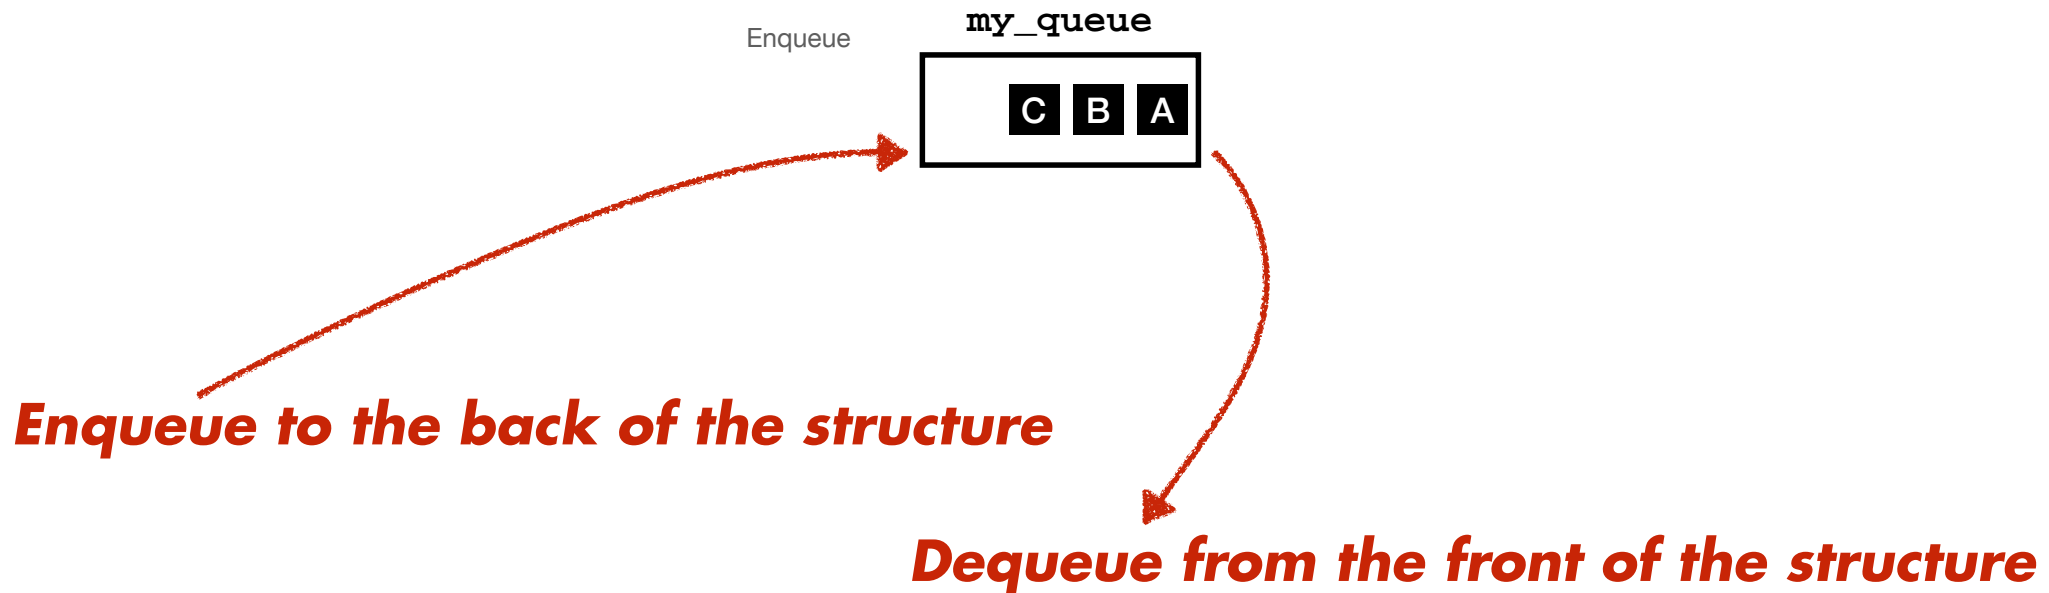 my_queue
Enqueue
C B A
Enqueue to the back of the structure
Dequeue from the front of the structure